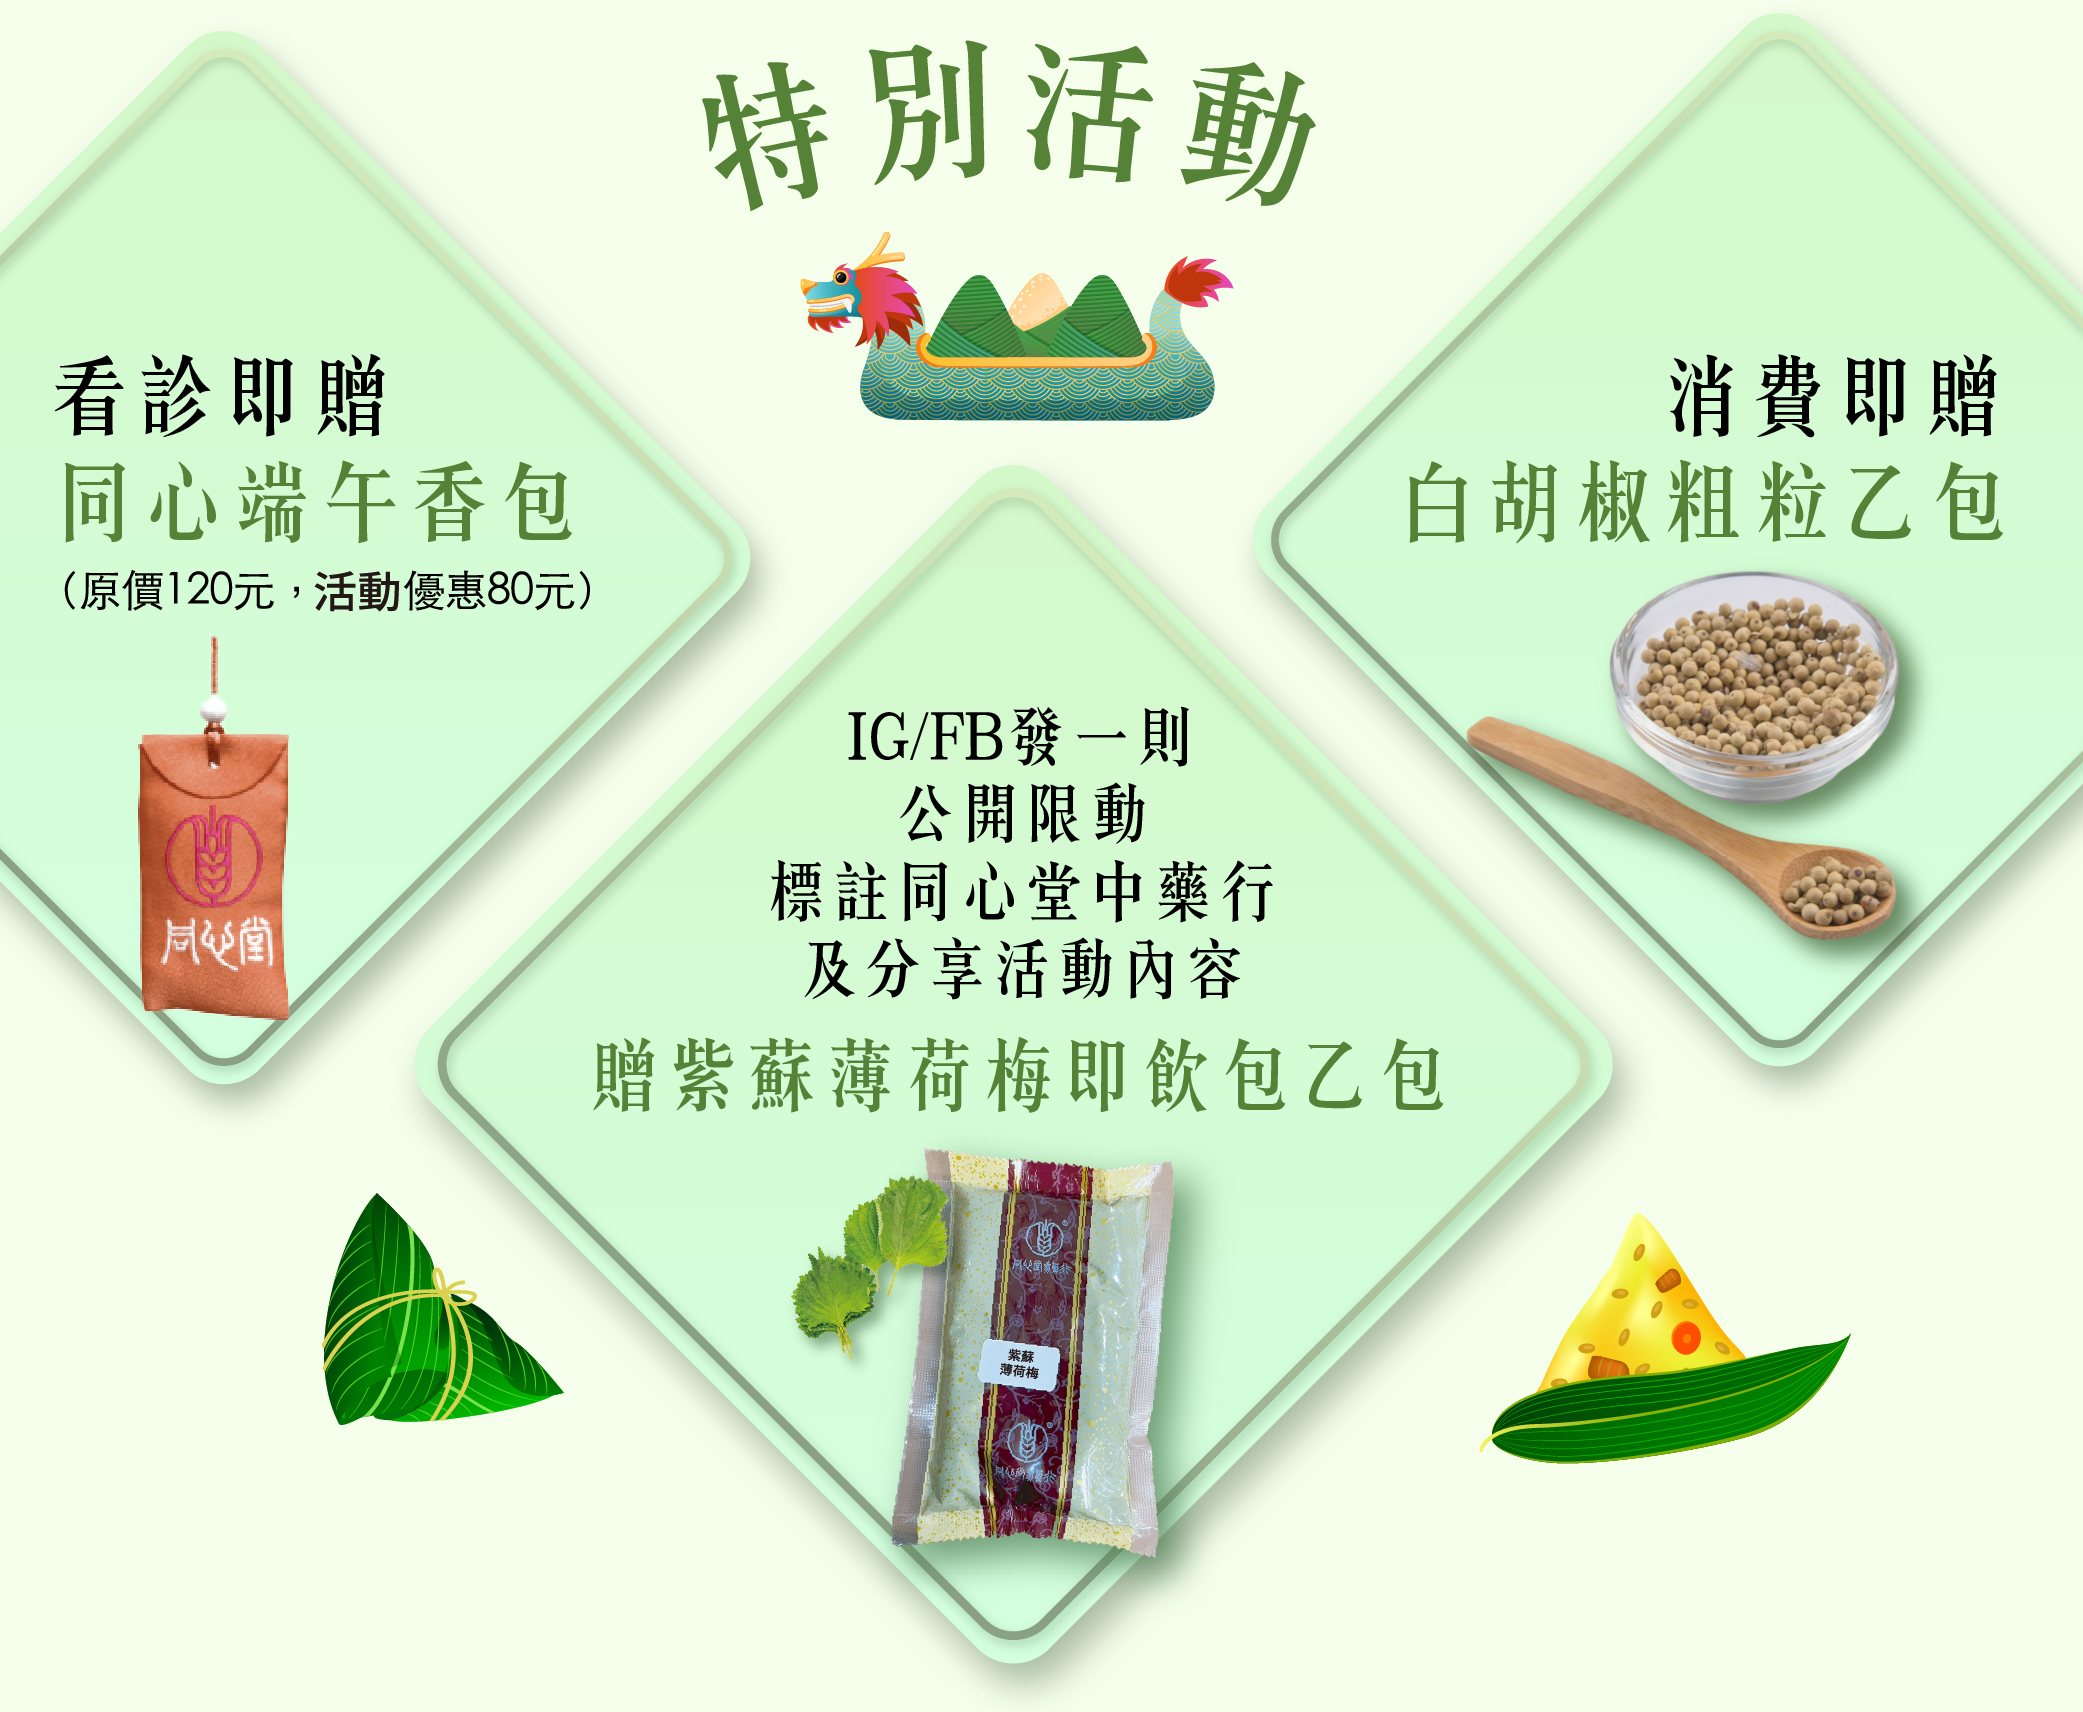 特別活動
看診即贈
同心端午香包
（原價120元，活動優惠80元）
同心堂
消費即贈
白胡椒粗粒乙包
IG/FB發一則
公開限動
標註同心堂中藥行
及分享活動內容
贈紫蘇薄荷梅即飲包乙包
紫蘇
薄荷梅